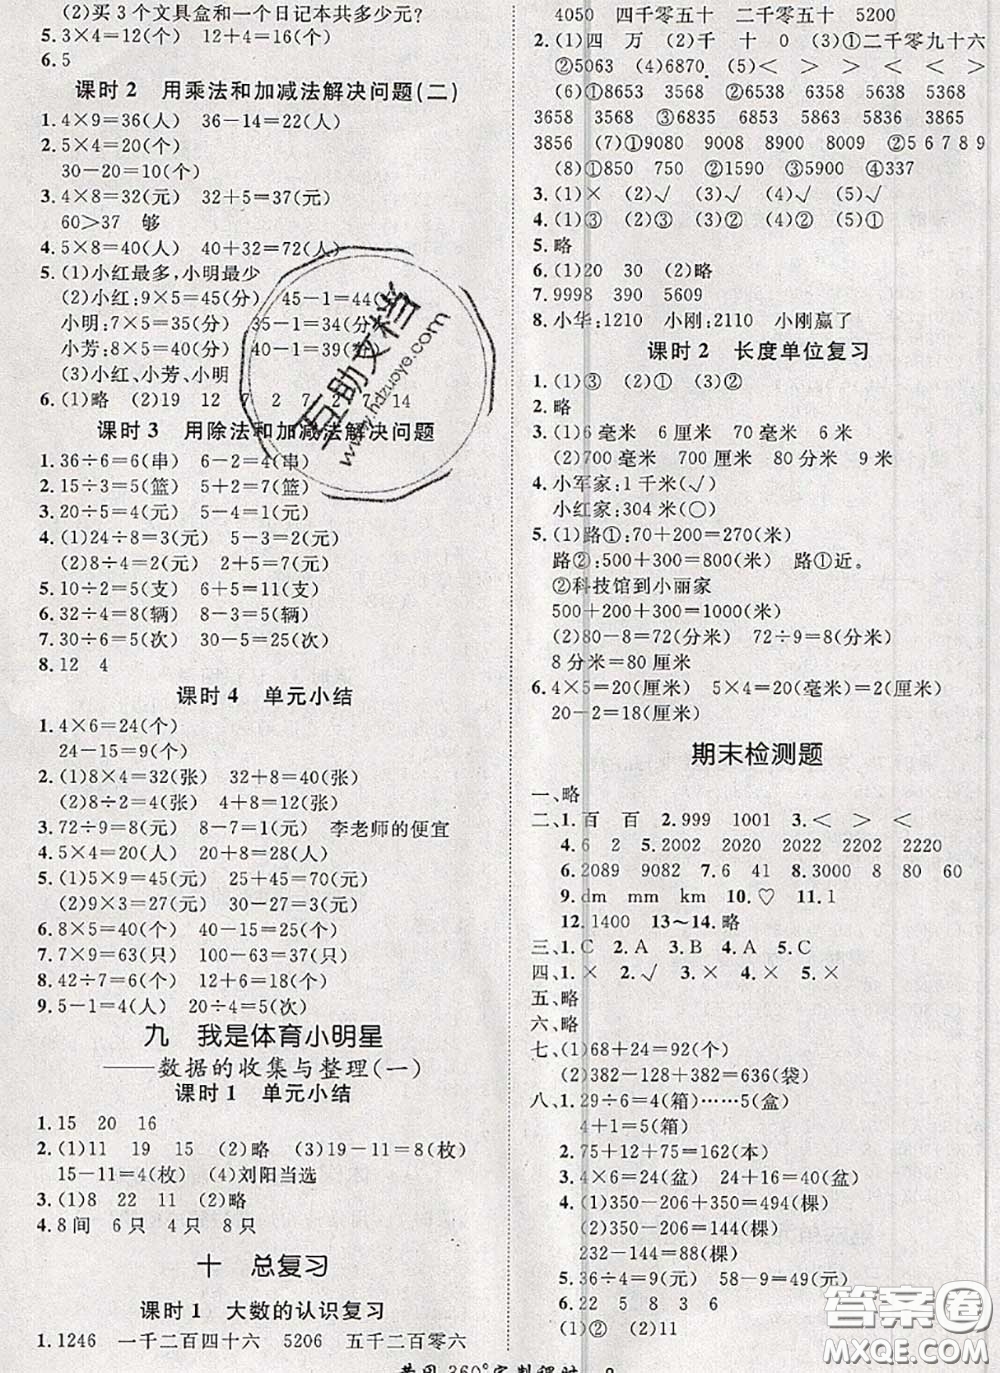 (2)买 3 个文具盒和一个日记本共多少元?
5.3×4=12(个) 12+4=16(个)
6.5
课时 2 用乘法和加减法解决问题(二)
1.4×9=36(人) 36-14=22(人)
2.5×4=20(个)
30-20=10(个)
3.4×8=32(元) 32+5=37(元)
60>37 够
4.5×8=40(人) 40+32=72(人)
5.(1)小红最多,小明最少
(2)小红:9×5=45(分) 45-1=44(分)
小明:7×5=35(分) 35-1=34(分)
小芳:8×5=40(分) 40-1=39(分)
(3)小红、小芳、小明
6.(1)略 (2)19 12 7 2 7 2 7 14
课时 3 用除法和加减法解决问题
1.36÷6=6(串) 6-2=4(串)
2.15÷3=5(篮) 5+2=7(篮)
3.20÷5=4(元) 5-4=1(元)
4.(1)24÷8=3(元) 5-3=2(元)
(2)8÷4=2(元) 2+5=7(元)
5.10÷2=5(支) 6+5=11(支)
6.32÷4=8(辆) 8-3=5(辆)
7.30÷6=5(次) 30÷5=6(次)
8.12 4
课时 4 单元小结
1.4×6=24(个)
24-15=9(个)
2.(1)8×4=32(张) 32+8=40(张)
(2)8÷4=2(张) 2+8=10(张)
3.72÷9=8(元) 8-7=1(元) 李老师的便宜
4.4×5=20(人) 20+8=28(人)
5.(1)5×9=45(元) 25+45=70(元)
(2)3×9=27(元) 30-27=3(元)
6.8×5=40(人) 40-15=25(个)
7.7×9=63(只) 100-63=37(只)
8.42÷7=6(个) 12+6=18(个)
9.5-1=4(人) 20÷4=5(次)
九 我是体育小明星
——数据的收集与整理(一)
课时 1 单元小结
1.15 20 16
2.(1)11 19 15 (2)略 (3)19-11=8(枚)
15-11=4(枚) (4)刘阳当选
3.(1)8 22 11 (2)略
4.8 间 6 只 4 只 8 只
十 总复习
课时 1 大数的认识复习
1.1246 一千二百四十六 5206 五千二百零六
4050 四千零五十 二千零五十 5200
2.(1)四 万 (2)千 十 0 (3)①二千零九十六
②5063 (4)6870 (5)< > < > >
(6)①8653 3568 ②6358 6538 5368
3568 3658 ③6385 6835 5836 3865
3856 (7)①9080 9008 ②5 6 7 8 9
(8)①850 750 ②590 ③8 ④337
3.(1)× (2)√ (3)√ (4)√ (5)√
4.(1)③ (2)③ (3)② (4)③ (5)①
5.略
6.(1)20 30 (2)略
7.9998 390 5609
8.小华:1210 小刚:2110 小刚赢了
课时 2 长度单位复习
1.(1)③ (2)① (3)②
2.略
3.(1)6 毫米 6 厘米 70 毫米 6 米
(2)700 毫米 700 厘米 80 分米 9 米
4.小军家:1 千米(√)
小红家:304 米(○)
5.(1)路①:70+200=270(米)
路②:500+300=800(米) 路①近。
②科技馆到小丽家
500+200+300=1000(米)
(2)80-8=72(分米) 72÷9=8(分米)
8 分米=80 厘米
6.4×5=20(厘米) 5×4=20(毫米)=2(厘米)
20-2=18(厘米)
期末检测题
一、略
二、1.百 百 2.999 1001 3.< > <
4.6 2 5.2002 2020 2022 2202 2220
6.2089 9082 7.6 41 8.3000 8 80 60
9.dm mm km 10.♡ 11.1
12.1400 13～14.略
三、1.C 2.A 3.B 4.A 5.C
四、1.× 2.√ 3.× 4.× 5.×
五、略
六、略
七、(1)68+24=92(个)
(2)382-128+382=636(袋)
八、1.29÷6=4(箱)……5(盒)
4+1=5(箱)
2.75+12+75=162(本)
3.4×6=24(盆) 24-10=14(盆)
4.(1)350-206+350=494(棵)
(2)350-206=144(棵)
232-144=88(棵)
5.36÷4=9(元) 58-9=49(元)
6.
(1)② (2)11
互助文档
www.hdzuoye.com
答案圈
MXQE.COM